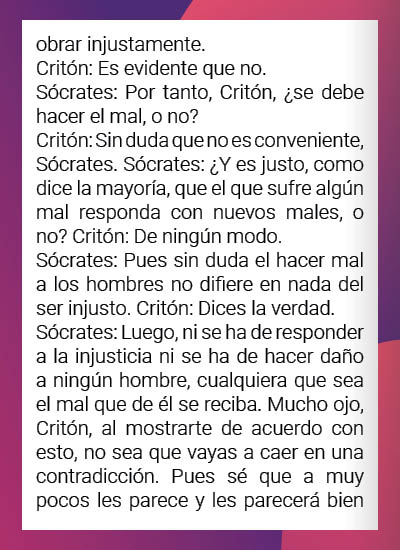 obrar injustamente.
Critón: Es evidente que no.
Sócrates: Por tanto, Critón, ¿se debe
hacer el mal, o no?
Critón: Sin duda que no es conveniente,
Sócrates. Sócrates: ¿Y es justo, como
dice la mayoría, que el que sufre algún
mal responda con nuevos males, o
no? Critón: De ningún modo.
Sócrates: Pues sin duda el hacer mal
a los hombres no difiere en nada del
ser injusto. Critón: Dices la verdad.
Sócrates: Luego, ni se ha de responder
a la injusticia ni se ha de hacer daño
a ningún hombre, cualquiera que sea
el mal que de él se reciba. Mucho ojo,
Critón, al mostrarte de acuerdo con
esto, no sea que vayas a caer en una
contradicción. Pues sé que a muy
pocos les parece y les parecerá bien